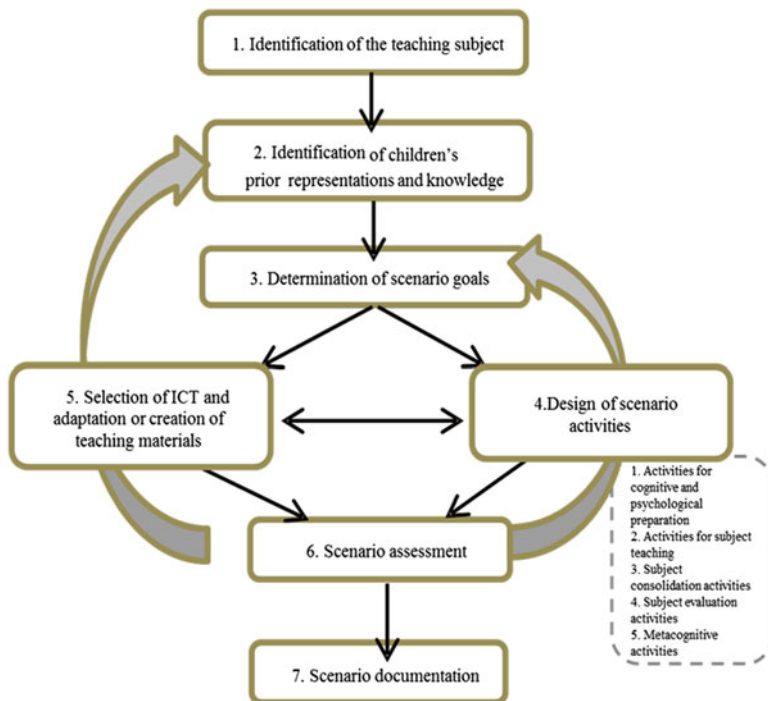 1. Identification of the teaching subject
2. Identification of children's
prior representations and knowledge
3. Determination of scenario goals
5. Selection of ICT and
adaptation or creation of
teaching materials
4.Design of scenario
activities
1. Activities for
cognitive and
psychological
preparation
2. Activities for subject
teaching
3. Subject
consolidation activities
4. Subject evaluation
activities
5. Metacognitive
activities
6. Scenario assessment
7. Scenario documentation